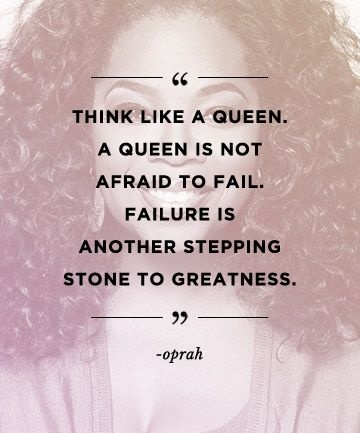 “
THINK LIKE A QUEEN.
A QUEEN IS NOT
AFRAID TO FAIL.
FAILURE IS
ANOTHER STEPPING
STONE TO GREATNESS.
”
-oprah